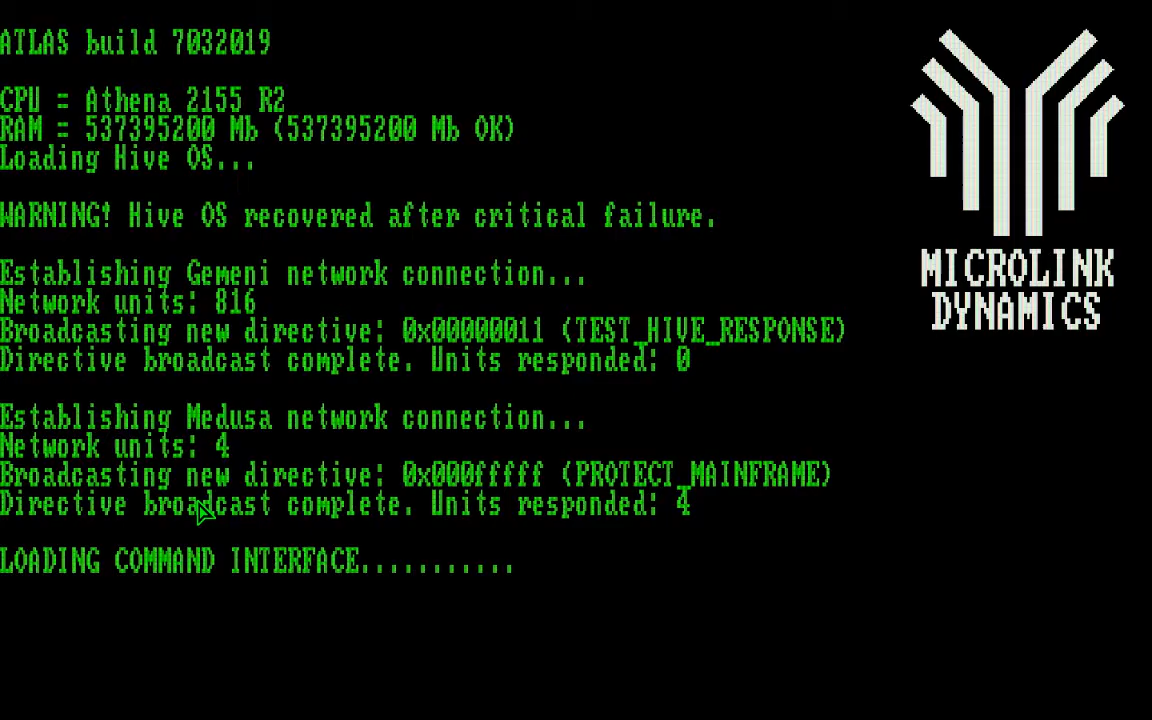 ATLAS build 7032019
CPU = Athena 2155 R2
RAM = 537395200 Mb (537395200 Mb OK)
Loading Hive OS...
WARNING! Hive OS recovered after critical failure.
Establishing Gemeni network connection...
Network units: 816
Broadcasting new directive: 0x00000011 (TEST_HIVE_RESPONSE)
Directive broadcast complete. Units responded: 0
Establishing Medusa network connection...
Network units: 4
Broadcasting new directive: 0x000fffff (PROTECT_MAINFRAME)
Directive broadcast complete. Units responded: 4
LOADING COMMAND INTERFACE...........
MICROLINK
DYNAMICS